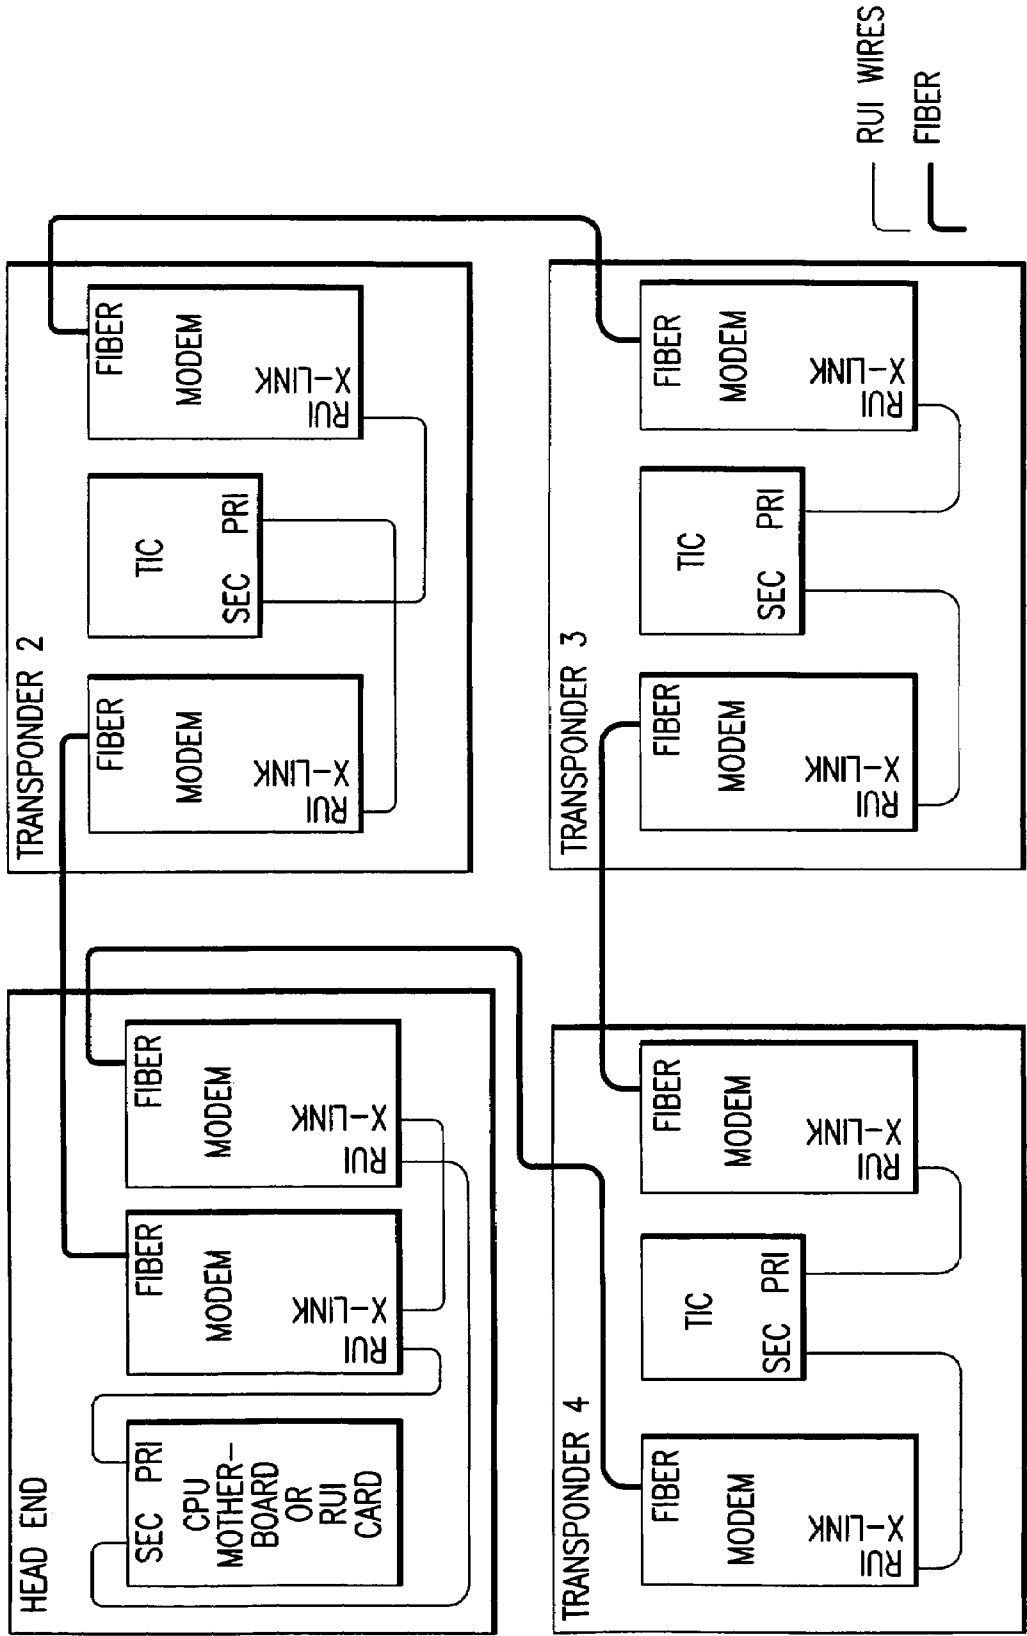 HEAD END
SEC PRI
CPU
MOTHER–
BOARD
OR
RUI
CARD
FIBER
MODEM
X–LINK
RUI
FIBER
MODEM
X–LINK
RUI
TRANSPONDER 2
FIBER
MODEM
X–LINK
RUI
TIC
SEC PRI
FIBER
MODEM
X–LINK
RUI
TRANSPONDER 4
FIBER
MODEM
X–LINK
RUI
TIC
SEC PRI
FIBER
MODEM
X–LINK
RUI
TRANSPONDER 3
FIBER
MODEM
X–LINK
RUI
TIC
SEC PRI
FIBER
MODEM
X–LINK
RUI
RUI WIRES
FIBER